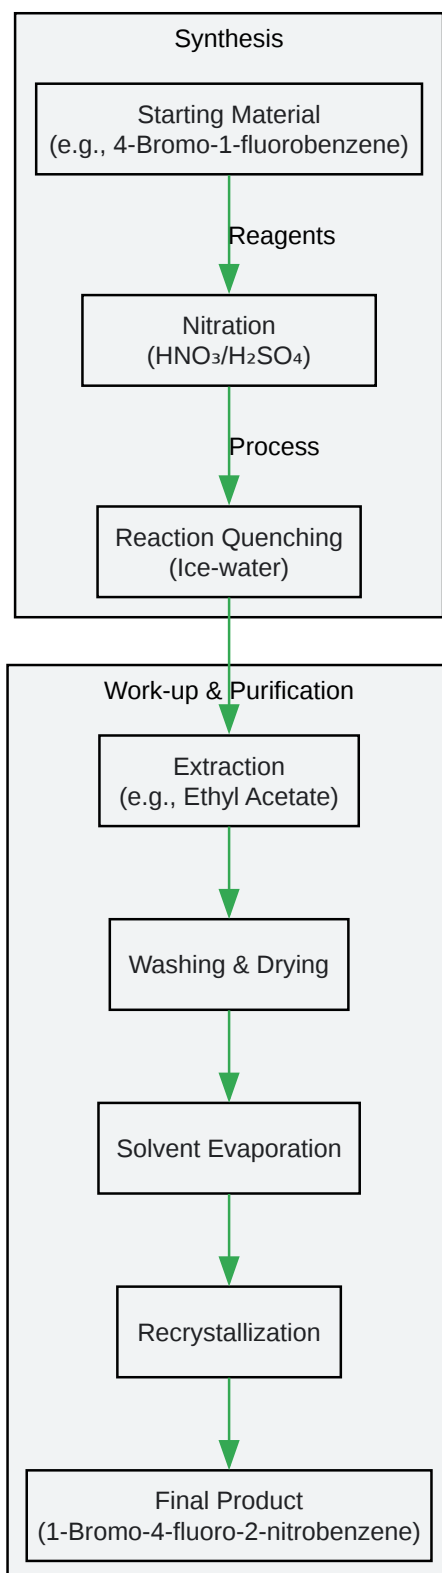 Synthesis
Starting Material
(e.g., 4-Bromo-1-fluorobenzene)
Reagents
Nitration
(HNO₃/H₂SO₄)
Process
Reaction Quenching
(Ice-water)
Work-up & Purification
Extraction
(e.g., Ethyl Acetate)
Washing & Drying
Solvent Evaporation
Recrystallization
Final Product
(1-Bromo-4-fluoro-2-nitrobenzene)